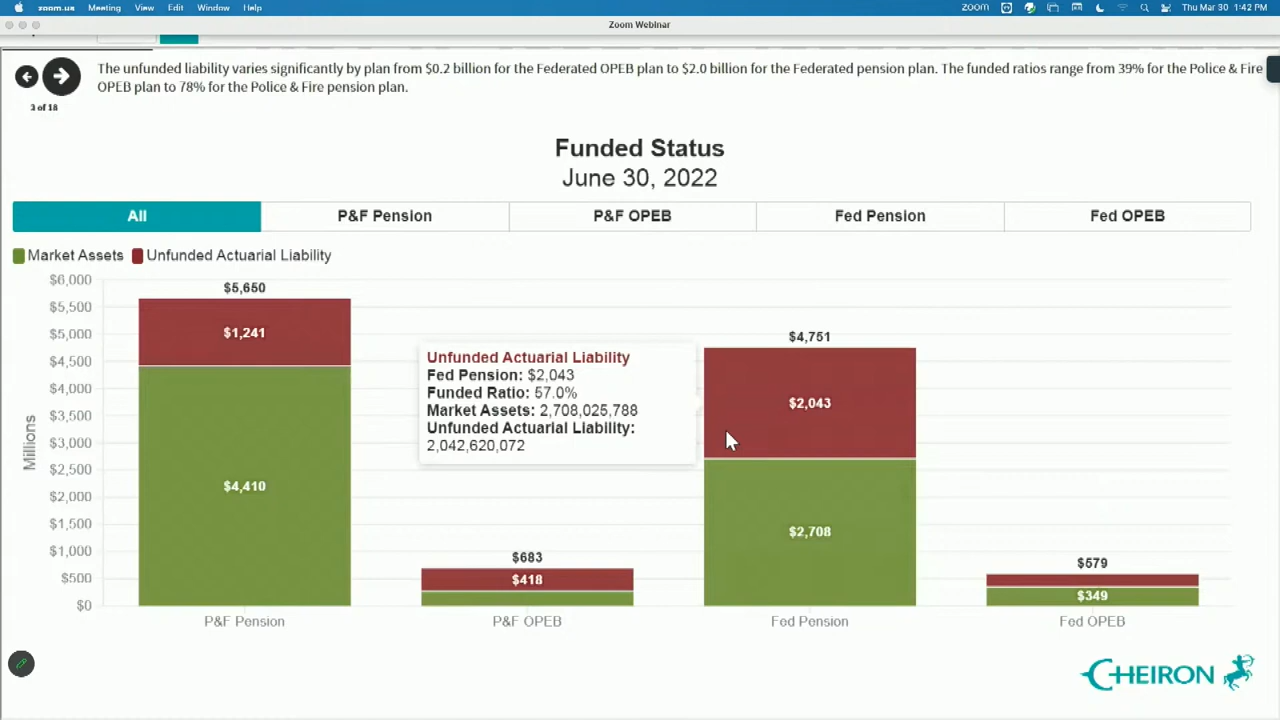 zoom.us Meeting View Edit Window Help
zoom Thu Mar 30 1:42 PM
Zoom Webinar
The unfunded liability varies significantly by plan from $0.2 billion for the Federated OPEB plan to $2.0 billion for the Federated pension plan. The funded ratios range from 39% for the Police & Fire
OPEB plan to 78% for the Police & Fire pension plan.
3 of 18
Funded Status
June 30, 2022
All P&F Pension P&F OPEB Fed Pension Fed OPEB
Market Assets Unfunded Actuarial Liability
Millions
$6,000
$5,500
$5,000
$4,500
$4,000
$3,500
$3,000
$2,500
$2,000
$1,500
$1,000
$500
$0
$5,650
$1,241
$4,410
$683
$418
Unfunded Actuarial Liability
Fed Pension: $2,043
Funded Ratio: 57.0%
Market Assets: 2,708,025,788
Unfunded Actuarial Liability:
2,042,620,072
$4,751
$2,043
$2,708
$579
$349
P&F Pension P&F OPEB Fed Pension Fed OPEB
CHEIRON